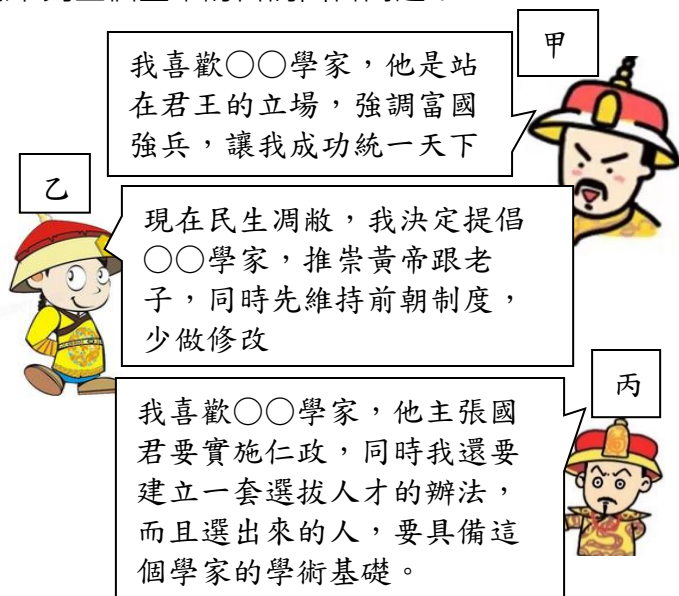 甲
我喜歡○○學家，他是站
在君王的立場，強調富國
強兵，讓我成功統一天下
乙
現在民生凋敝，我決定提倡
○○學家，推崇黃帝跟老
子，同時先維持前朝制度，
少做修改
丙
我喜歡○○學家，他主張國
君要實施仁政，同時我還要
建立一套選拔人才的辦法，
而且選出來的人，要具備這
個學家的學術基礎。